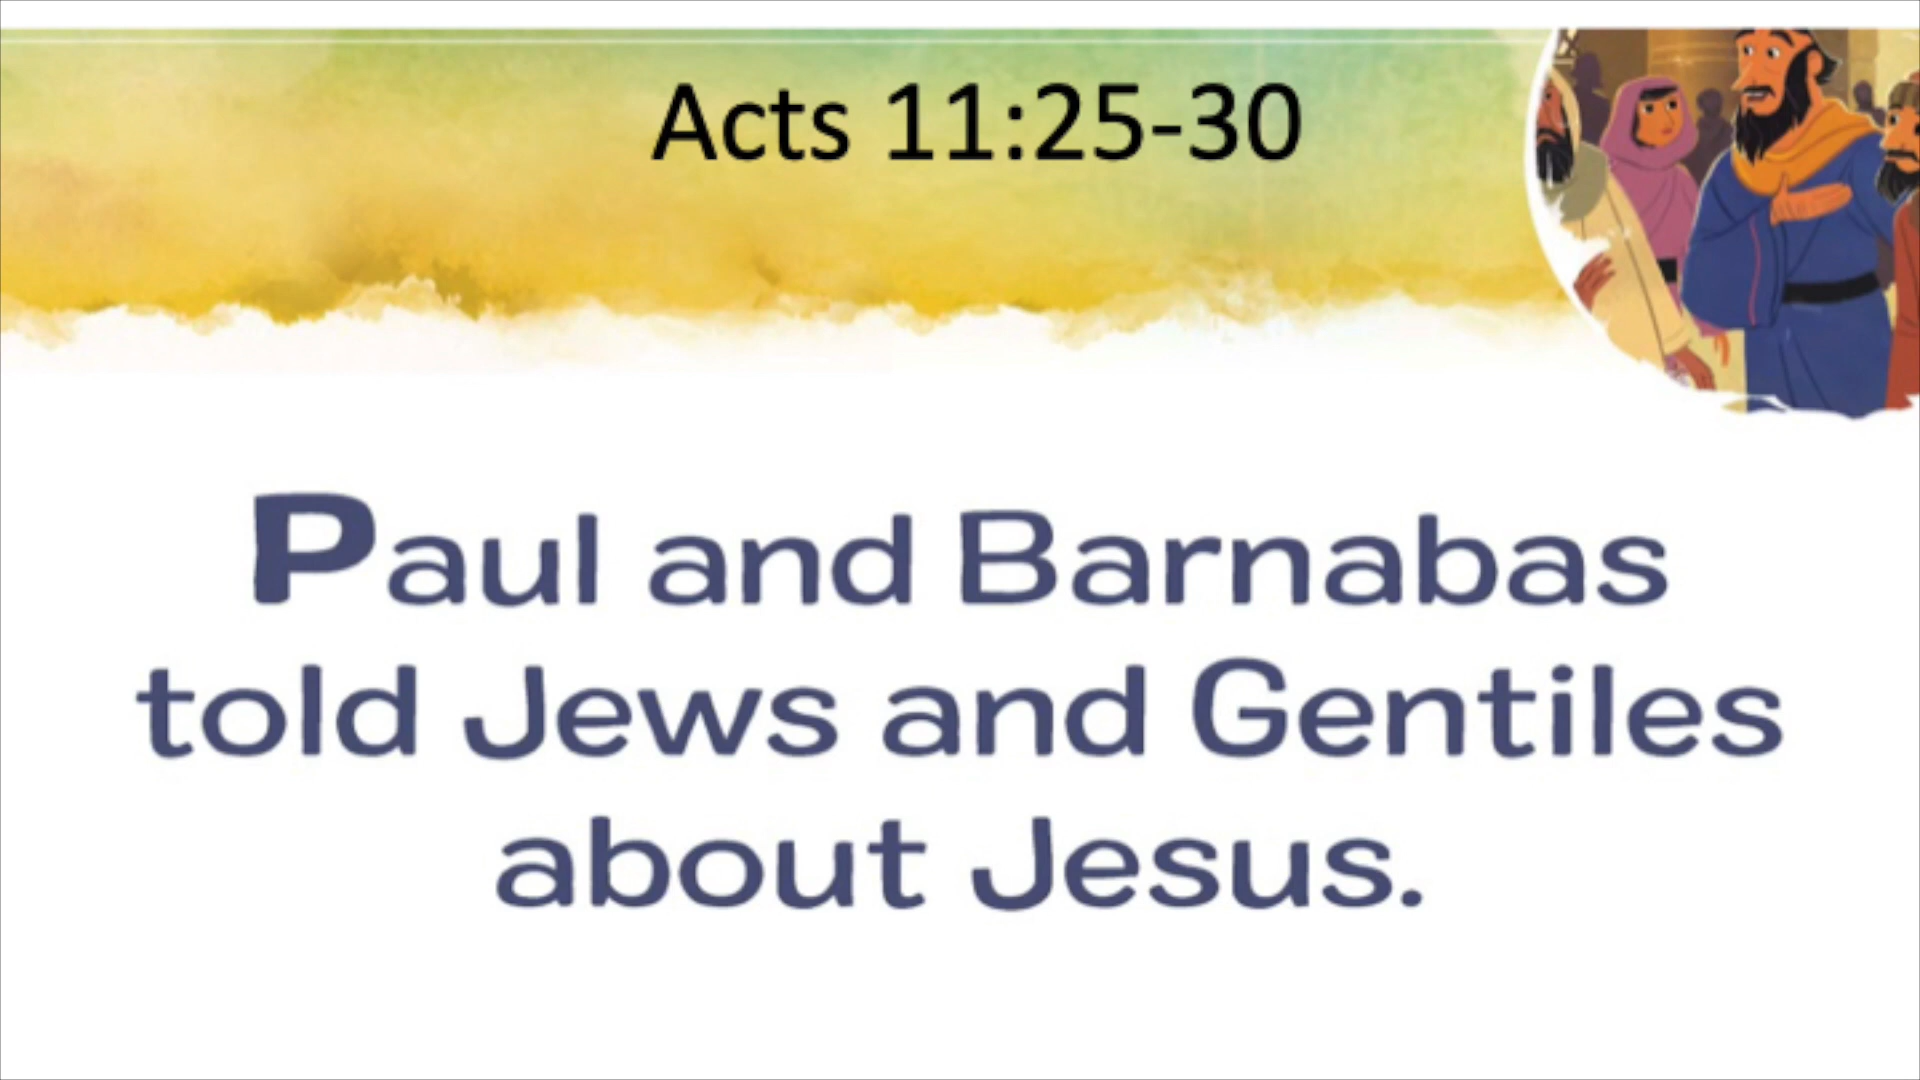 Acts 11:25-30
Paul and Barnabas
told Jews and Gentiles
about Jesus.